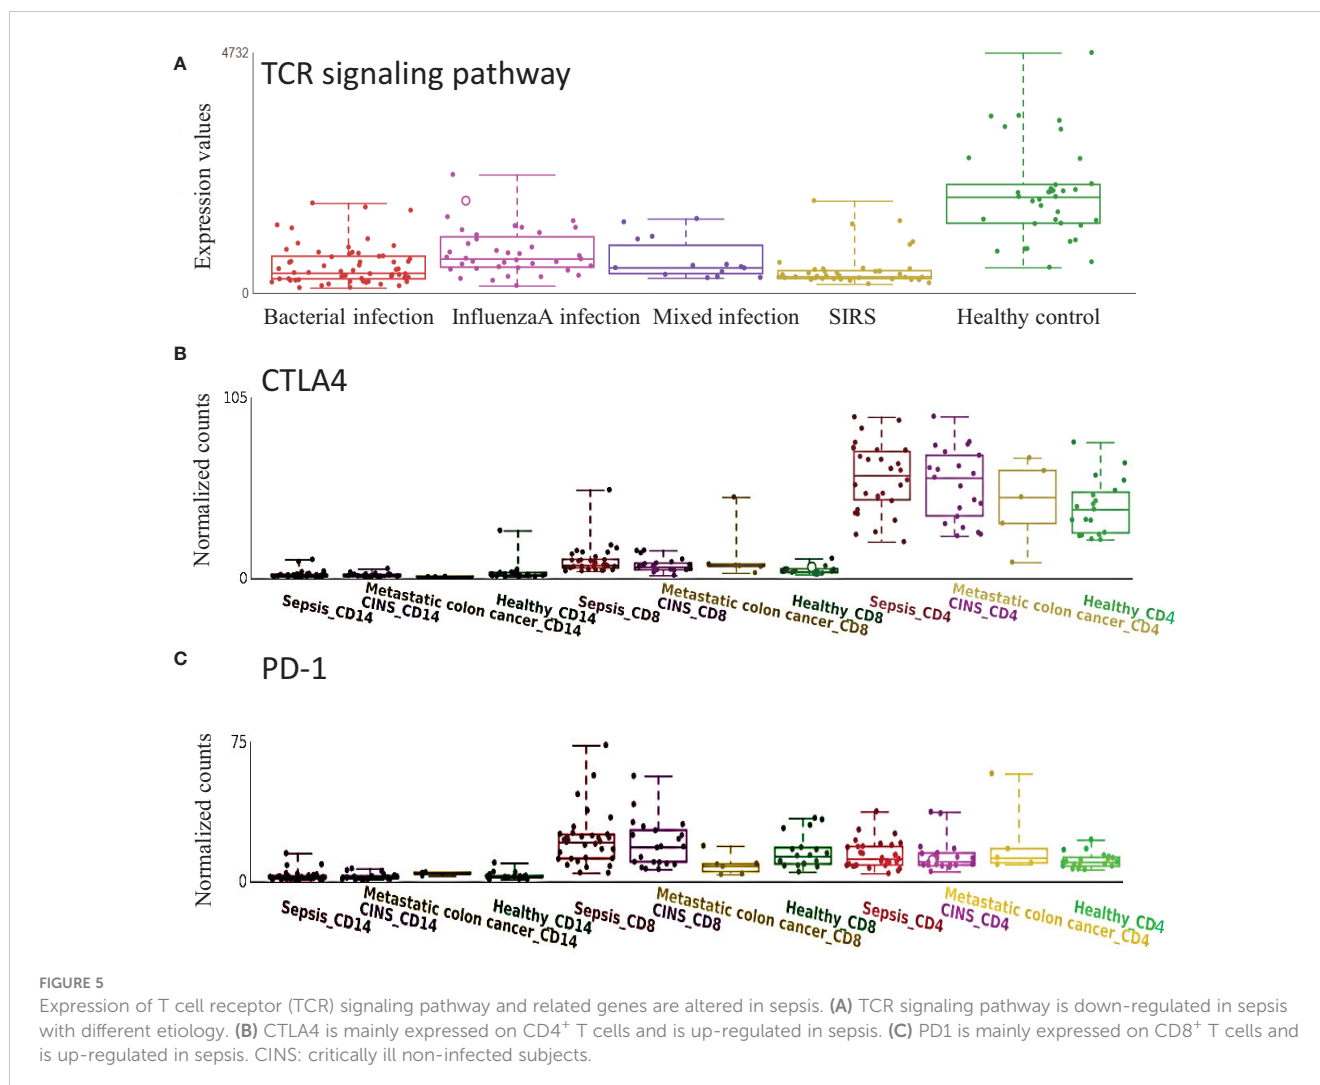 A
4732
TCR signaling pathway
Expression values
0
Bacterial infection InfluenzaA infection Mixed infection SIRS Healthy control
B
CTLA4
105
Normalized counts
0
Sepsis_CD14
CINS_CD14
Metastatic colon cancer_CD14
Healthy_CD14
Sepsis_CD8
CINS_CD8
Metastatic colon cancer_CD8
Healthy_CD8
Sepsis_CD4
CINS_CD4
Metastatic colon cancer_CD4
Healthy_CD4
C
PD-1
75
Normalized counts
0
Sepsis_CD14
CINS_CD14
Metastatic colon cancer_CD14
Healthy_CD14
Sepsis_CD8
CINS_CD8
Metastatic colon cancer_CD8
Healthy_CD8
Sepsis_CD4
CINS_CD4
Metastatic colon cancer_CD4
Healthy_CD4
FIGURE 5
Expression of T cell receptor (TCR) signaling pathway and related genes are altered in sepsis. (A) TCR signaling pathway is down-regulated in sepsis
with different etiology. (B) CTLA4 is mainly expressed on CD4⁺ T cells and is up-regulated in sepsis. (C) PD1 is mainly expressed on CD8⁺ T cells and
is up-regulated in sepsis. CINS: critically ill non-infected subjects.